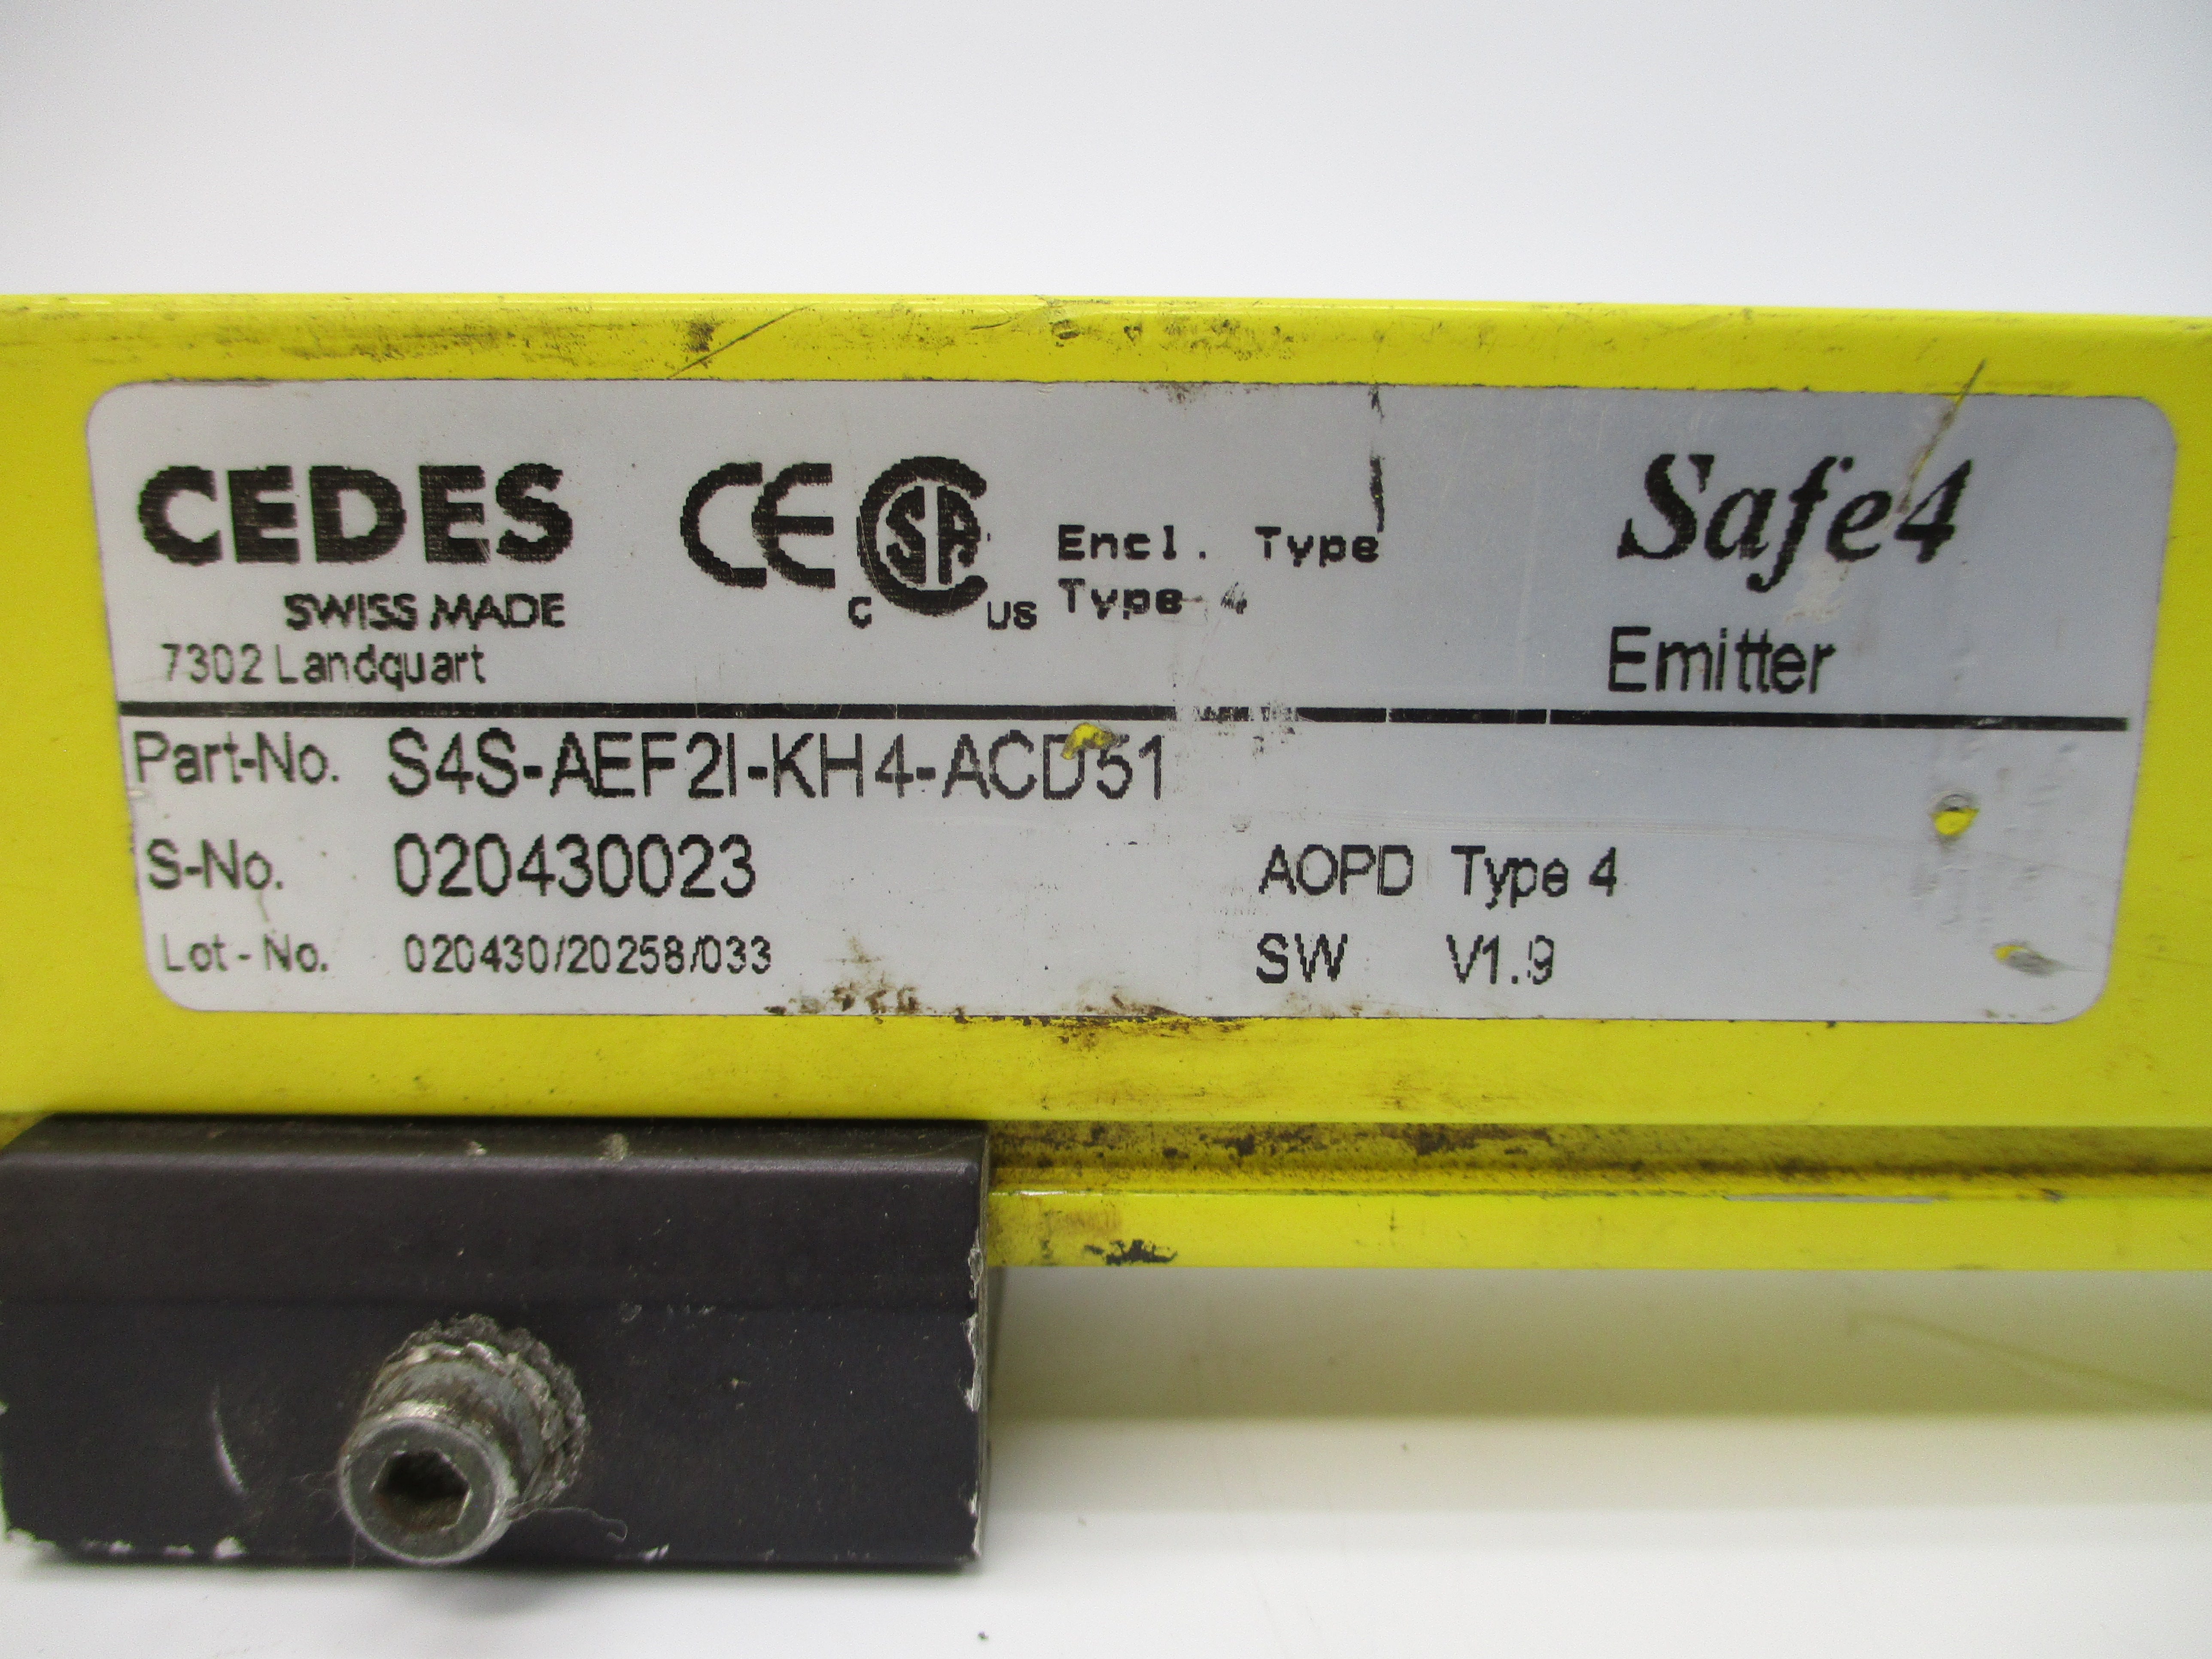 CEDES
SWISS MADE
7302 Landquart
CE
C SA US
Encl. Type
Type 4
Safe4
Emitter
Part-No. S4S-AEF2I-KH4-ACD51
S-No. 020430023
AOPD Type 4
Lot-No. 020430/20258/033
SW V1.9